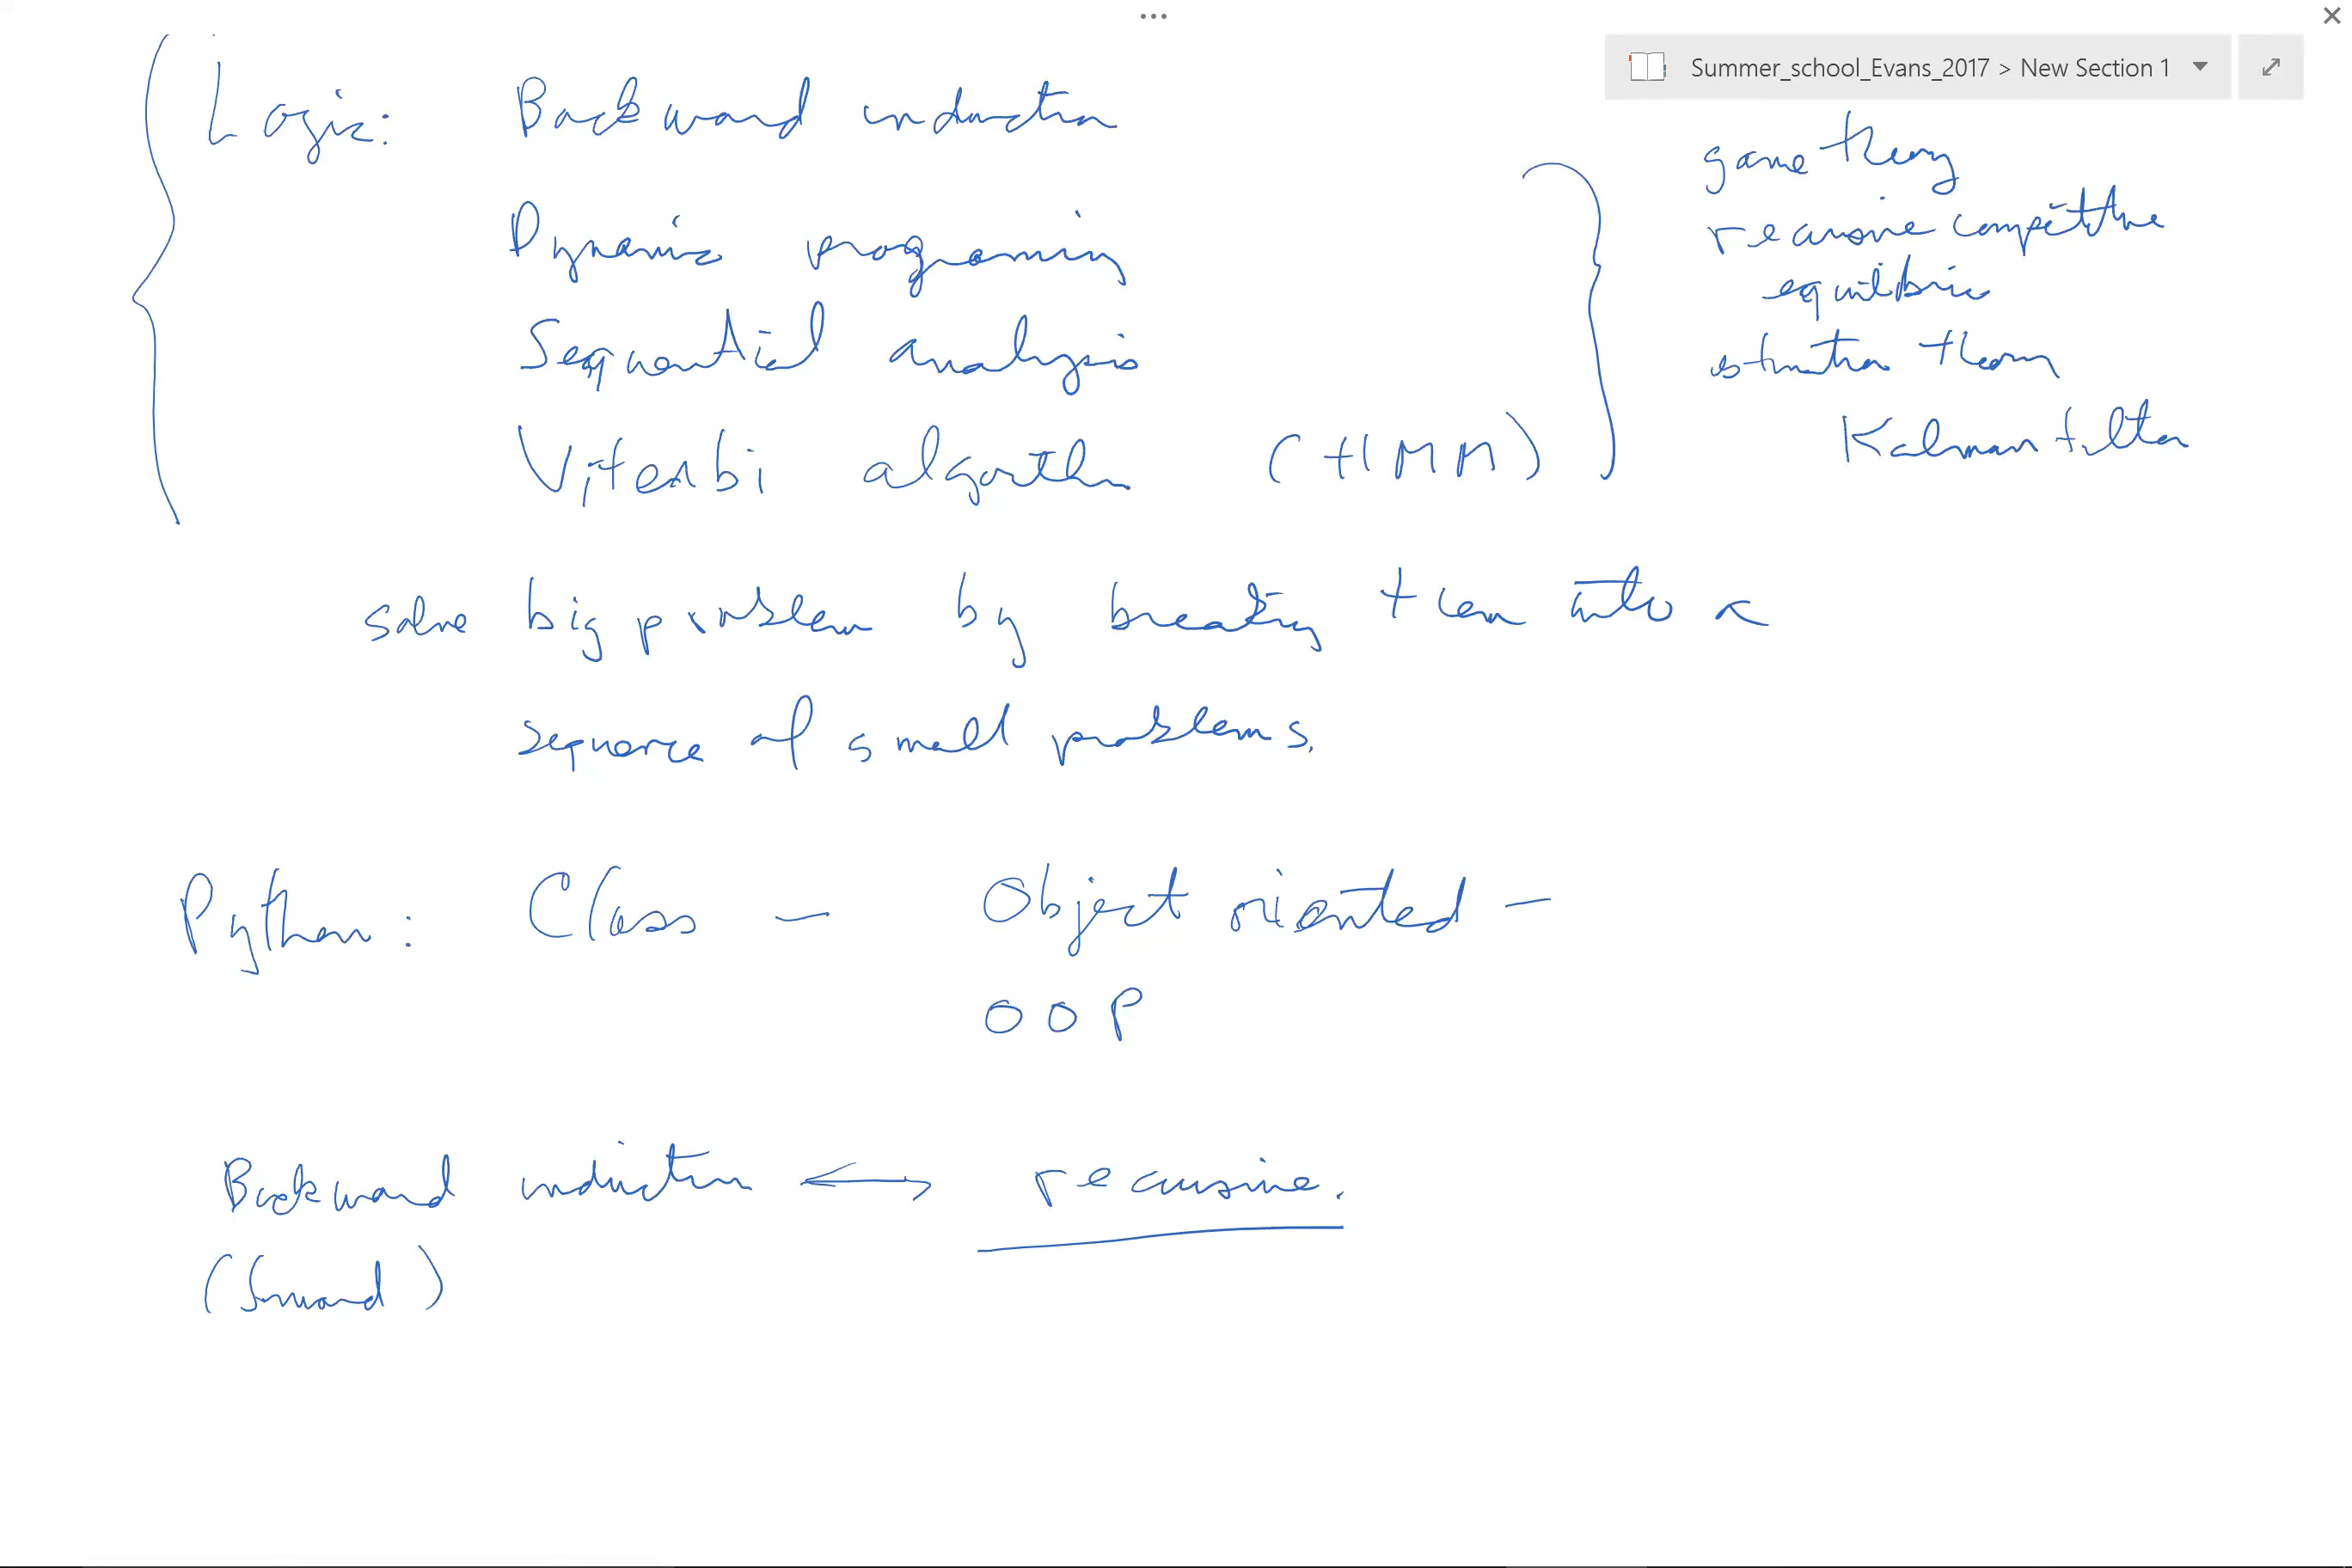 Summer_school_Evans_2017 > New Section 1
Logic: Backward induction
Dynamic programming
Sequential analysis
Viterbi algorithm (HMM)
game theory
recursive competitive
equilibria
estimation theory
Kalman filter
solve big problem by breaking them into a
sequence of small problems.
Python: Class — Object oriented —
OOP
Backward induction ⟷ recursive.
(forward)